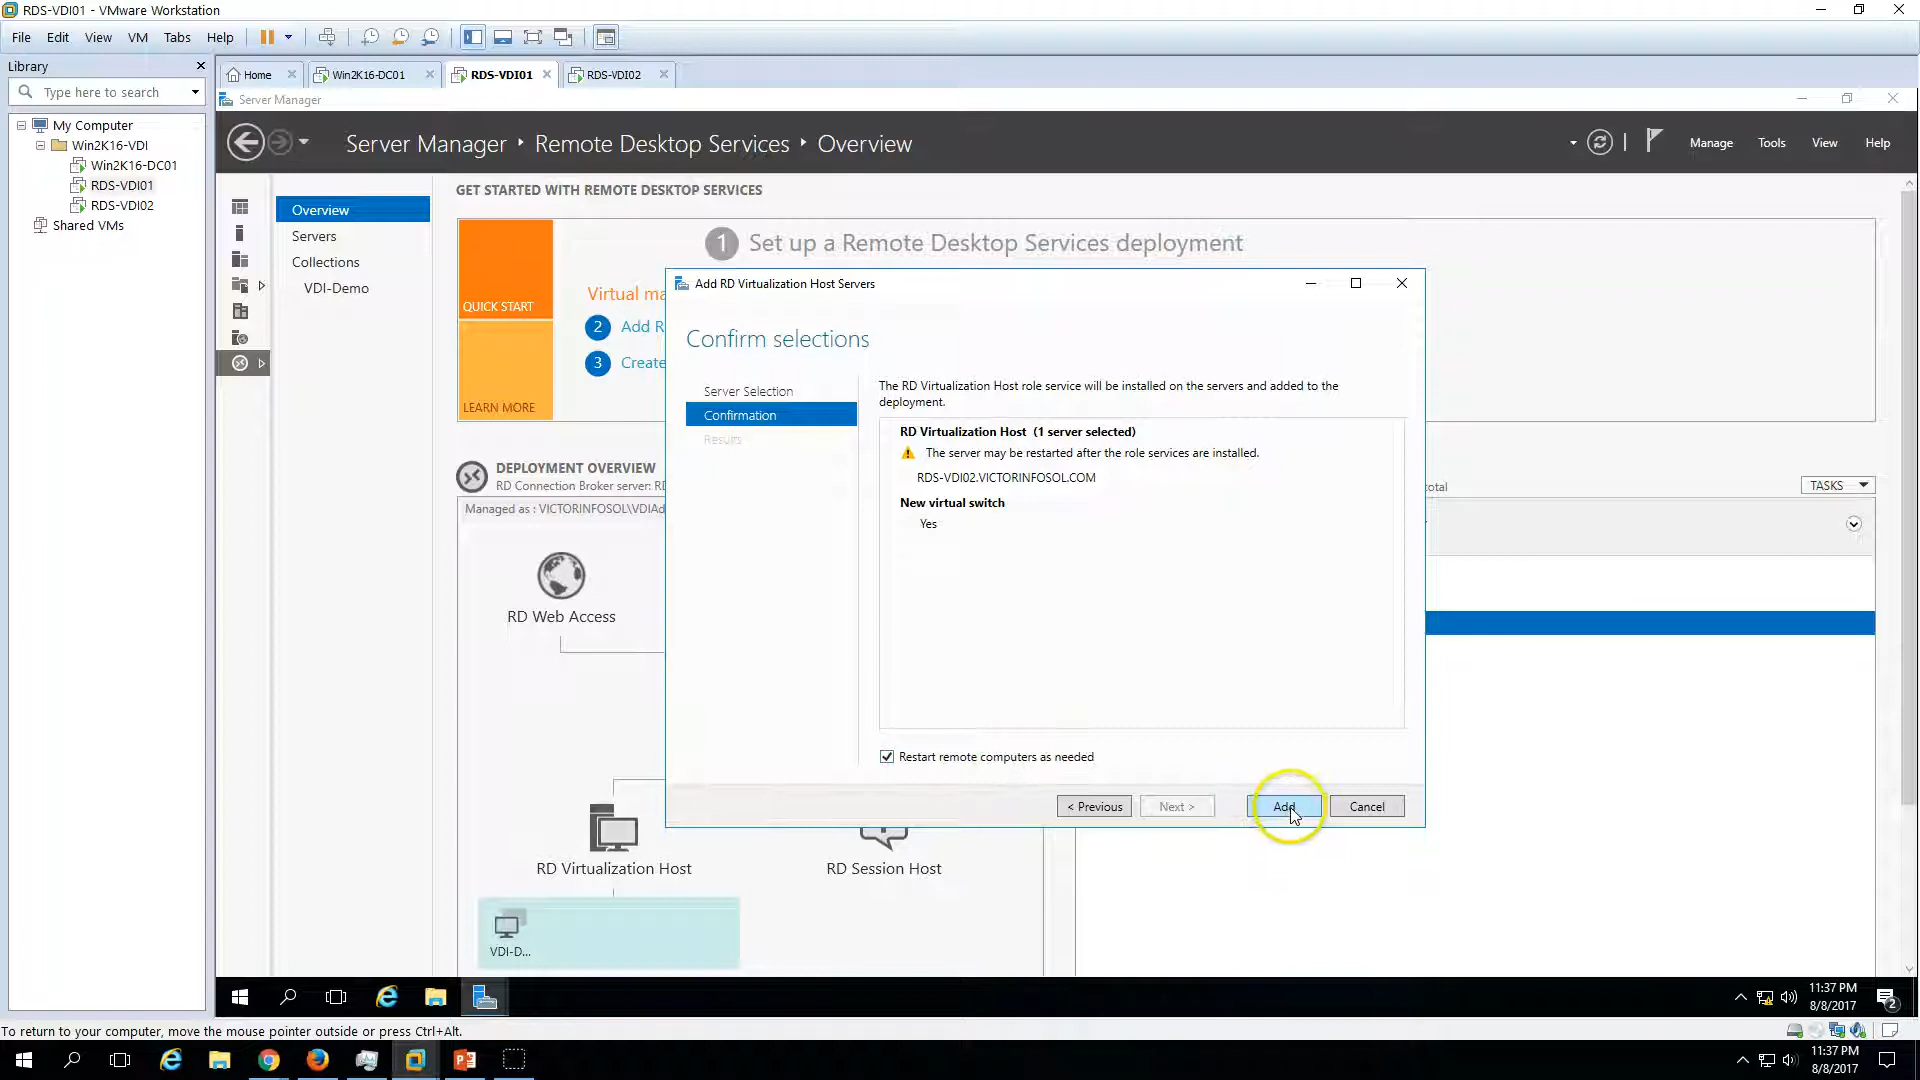 RDS-VDI01 - VMware Workstation
File Edit View VM Tabs Help
Library
Type here to search
My Computer
Win2K16-VDI
Win2K16-DC01
RDS-VDI01
RDS-VDI02
Shared VMs
Home
Win2K16-DC01
RDS-VDI01
RDS-VDI02
Server Manager
Server Manager Remote Desktop Services Overview
Manage Tools View Help
Overview
Servers
Collections
VDI-Demo
GET STARTED WITH REMOTE DESKTOP SERVICES
QUICK START
LEARN MORE
1 Set up a Remote Desktop Services deployment
Virtual
2 Add
3 Create
DEPLOYMENT OVERVIEW
RD Connection Broker server:
Managed as : VICTORINFOSOL\VDIAd
RD Web Access
RD Virtualization Host
RD Session Host
VDI-D...
TASKS
Add RD Virtualization Host Servers
Confirm selections
Server Selection
Confirmation
Results
The RD Virtualization Host role service will be installed on the servers and added to the
deployment.
RD Virtualization Host (1 server selected)
The server may be restarted after the role services are installed.
RDS-VDI02.VICTORINFOSOL.COM
New virtual switch
Yes
Restart remote computers as needed
< Previous
Next >
Add
Cancel
11:37 PM
8/8/2017
2
To return to your computer, move the mouse pointer outside or press Ctrl+Alt.
11:37 PM
8/8/2017